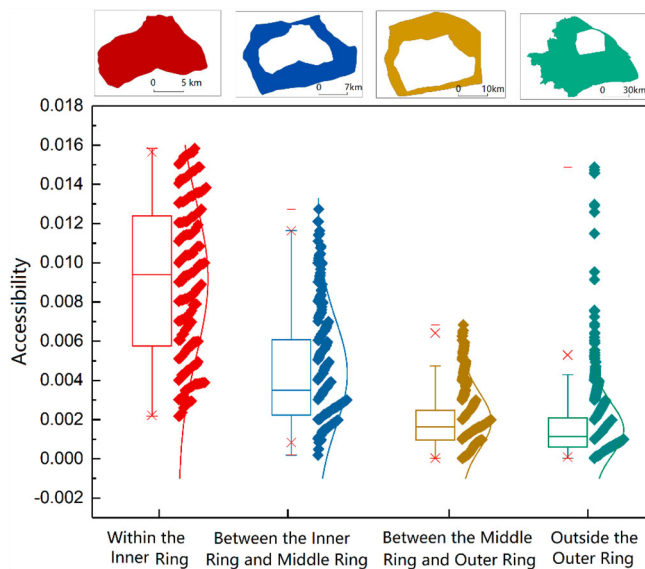 0 5 km
0 7km
0 10km
0 30km
0.018
0.016
0.014
0.012
0.010
0.008
0.006
0.004
0.002
0.000
-0.002
Accessibility
Within the
Inner Ring
Between the Inner
Ring and Middle Ring
Between the Middle
Ring and Outer Ring
Outside the
Outer Ring